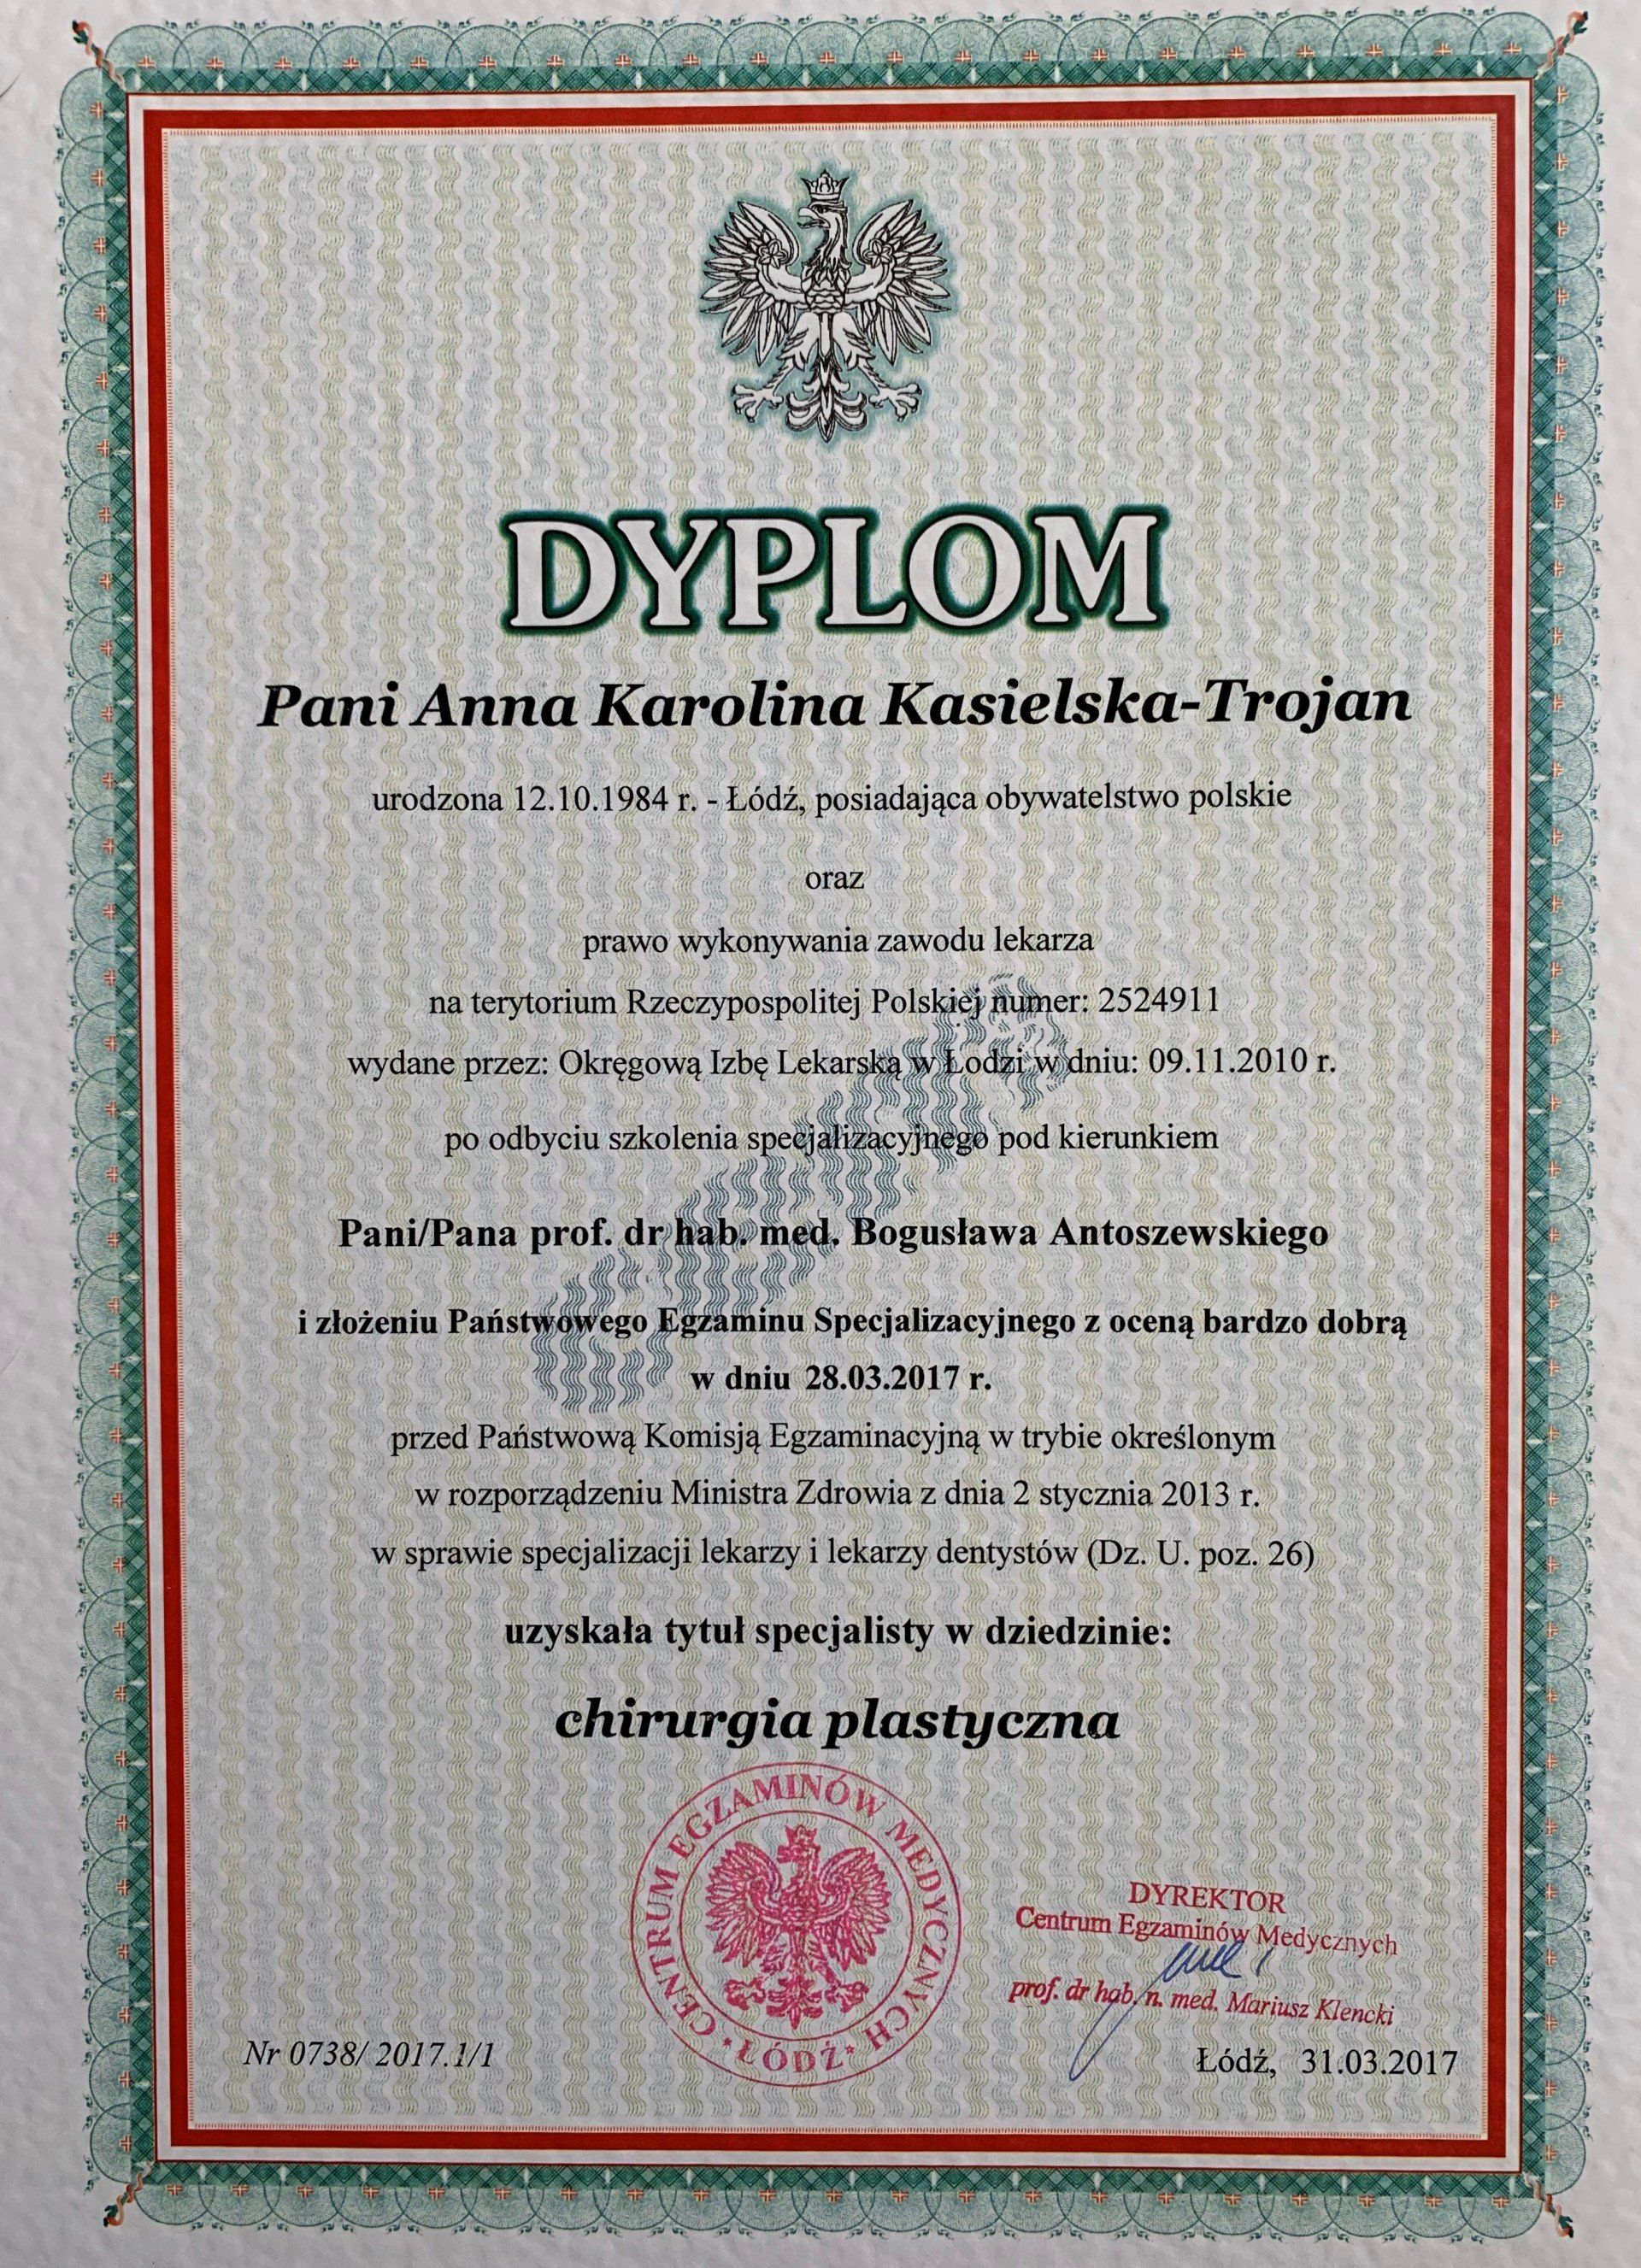 DYPLOM
Pani Anna Karolina Kasielska-Trojan
urodzona 12.10.1984 r. - Łódź, posiadająca obywatelstwo polskie
oraz
prawo wykonywania zawodu lekarza
na terytorium Rzeczypospolitej Polskiej numer: 2524911
wydane przez: Okręgową Izbę Lekarską w Łodzi w dniu: 09.11.2010 r.
po odbyciu szkolenia specjalizacyjnego pod kierunkiem
Pani/Pana prof. dr hab. med. Bogusława Antoszewskiego
i złożeniu Państwowego Egzaminu Specjalizacyjnego z oceną bardzo dobrą
w dniu 28.03.2017 r.
przed Państwową Komisją Egzaminacyjną w trybie określonym
w rozporządzeniu Ministra Zdrowia z dnia 2 stycznia 2013 r.
w sprawie specjalizacji lekarzy i lekarzy dentystów (Dz. U. poz. 26)
uzyskała tytuł specjalisty w dziedzinie:
chirurgia plastyczna
CENTRUM EGZAMINÓW MEDYCZNYCH
* ŁÓDŹ *
DYREKTOR
Centrum Egzaminów Medycznych
prof. dr hab. n. med. Mariusz Klencki
Nr 0738/ 2017.1/1
Łódź, 31.03.2017